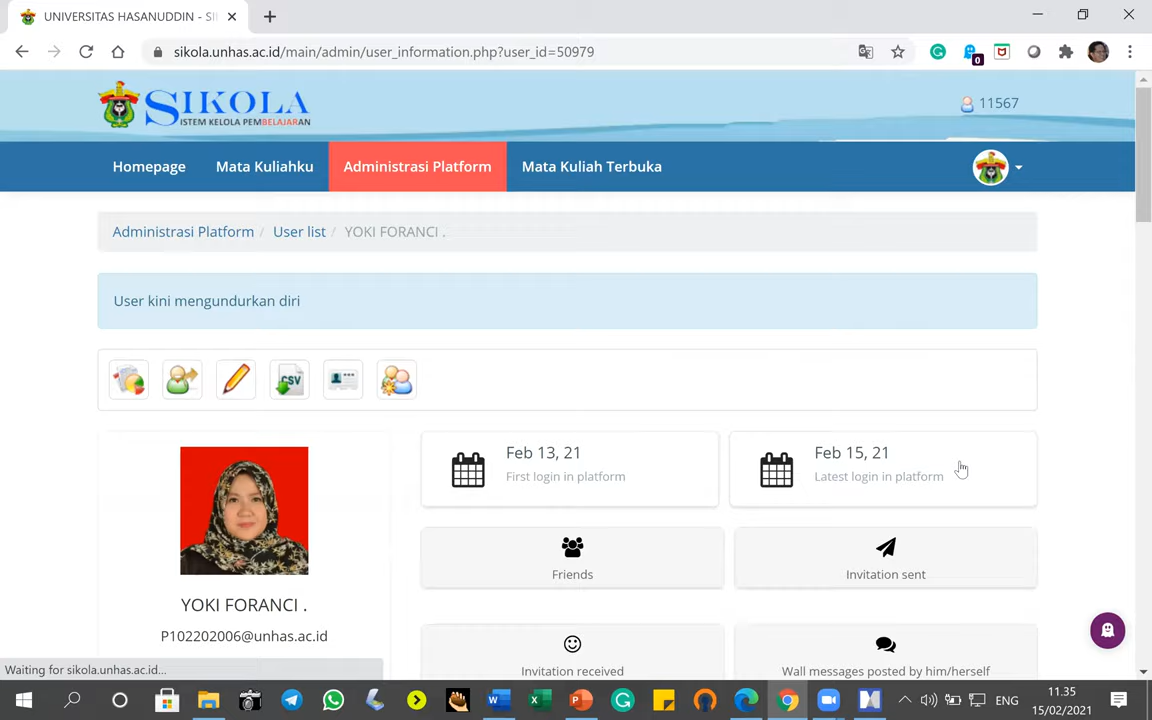 UNIVERSITAS HASANUDDIN - SI
sikola.unhas.ac.id/main/admin/user_information.php?user_id=50979
0
SIKOLA
ISTEM KELOLA PEMBELAJARAN
11567
Homepage Mata Kuliahku Administrasi Platform Mata Kuliah Terbuka
Administrasi Platform / User list / YOKI FORANCI .
User kini mengundurkan diri
CSV
Feb 13, 21
First login in platform
Feb 15, 21
Latest login in platform
Friends
Invitation sent
YOKI FORANCI .
P102202006@unhas.ac.id
Invitation received
Wall messages posted by him/herself
Waiting for sikola.unhas.ac.id...
ENG
11.35
15/02/2021